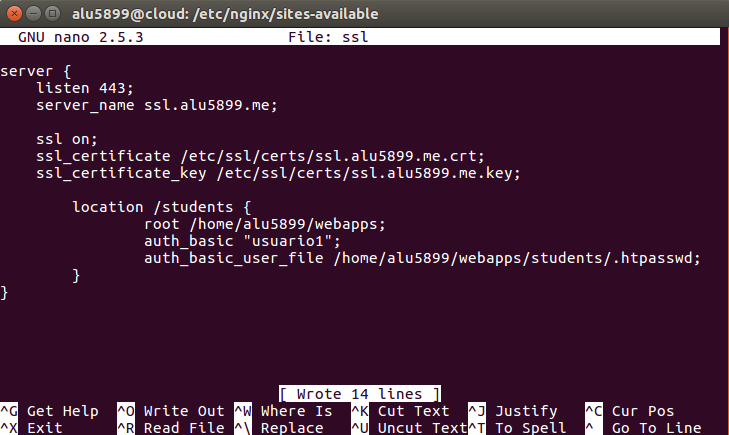 alu5899@cloud: /etc/nginx/sites-available
GNU nano 2.5.3 File: ssl
server {
listen 443;
server_name ssl.alu5899.me;
ssl on;
ssl_certificate /etc/ssl/certs/ssl.alu5899.me.crt;
ssl_certificate_key /etc/ssl/certs/ssl.alu5899.me.key;
location /students {
root /home/alu5899/webapps;
auth_basic "usuario1";
auth_basic_user_file /home/alu5899/webapps/students/.htpasswd;
}
}
[ Wrote 14 lines ]
^G Get Help ^O Write Out ^W Where Is ^K Cut Text ^J Justify ^C Cur Pos
^X Exit ^R Read File ^\ Replace ^U Uncut Text ^T To Spell ^ Go To Line